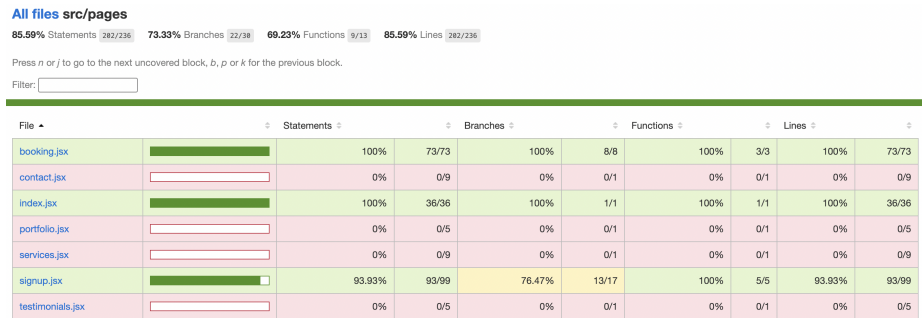 All files src/pages
85.59% Statements 202/236 73.33% Branches 22/30 69.23% Functions 9/13 85.59% Lines 202/236
Press n or j to go to the next uncovered block, b, p or k for the previous block.
Filter:
File Statements Branches Functions Lines
booking.jsx 100% 73/73 100% 8/8 100% 3/3 100% 73/73
contact.jsx 0% 0/9 0% 0/1 0% 0/1 0% 0/9
index.jsx 100% 36/36 100% 1/1 100% 1/1 100% 36/36
portfolio.jsx 0% 0/5 0% 0/1 0% 0/1 0% 0/5
services.jsx 0% 0/9 0% 0/1 0% 0/1 0% 0/9
signup.jsx 93.93% 93/99 76.47% 13/17 100% 5/5 93.93% 93/99
testimonials.jsx 0% 0/5 0% 0/1 0% 0/1 0% 0/5